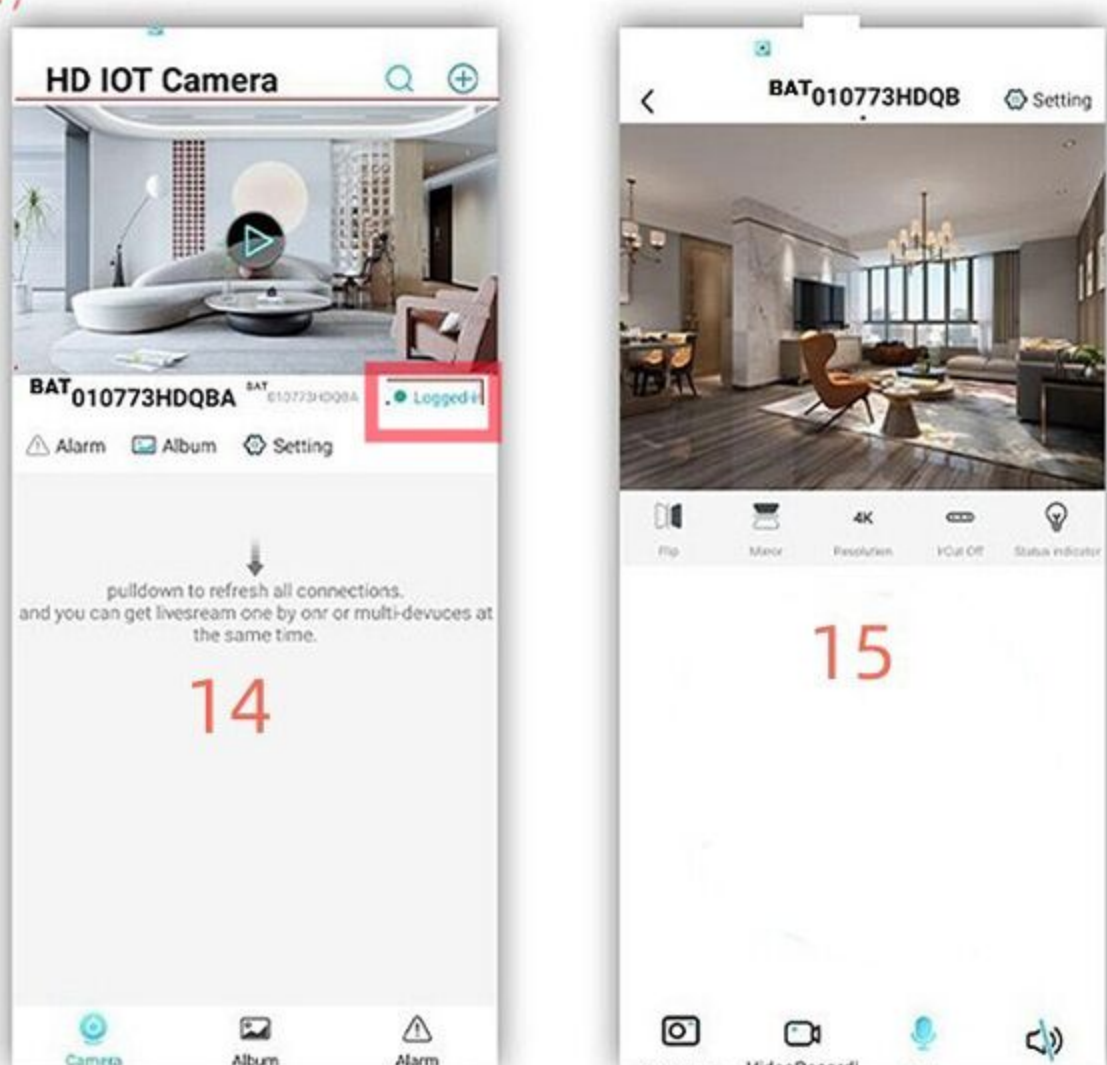 HD IOT Camera
BAT010773HDQBA BAT010773HDQBA
Logged in
Alarm Album Setting
pulldown to refresh all connections.
and you can get livesream one by onr or multi-devuces at
the same time.
14
Camera Album Alarm
BAT010773HDQB Setting
Flip Mirror 4K Resolution IrCut Off Status indicator
15